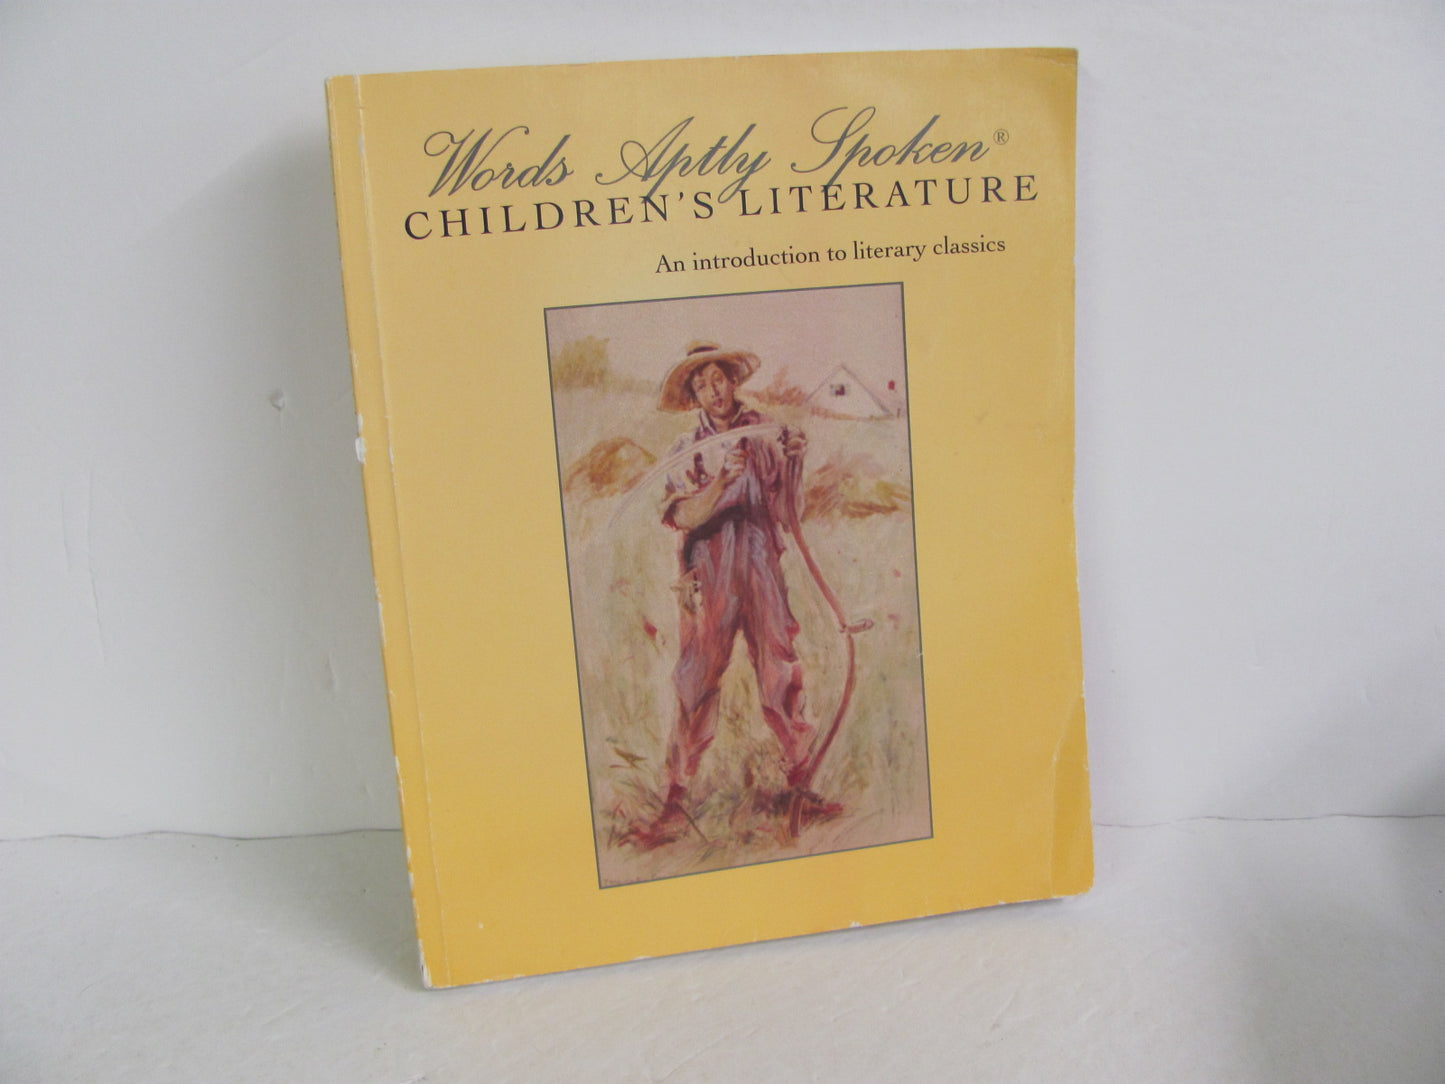 Words Aptly Spoken®
CHILDREN'S LITERATURE
An introduction to literary classics